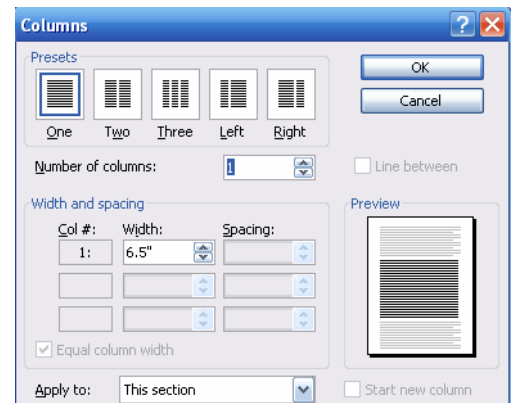 Columns
Presets
OK
Cancel
One Two Three Left Right
Number of columns: 1
Line between
Width and spacing
Preview
Col #: Width: Spacing:
1: 6.5"
Equal column width
Apply to: This section
Start new column